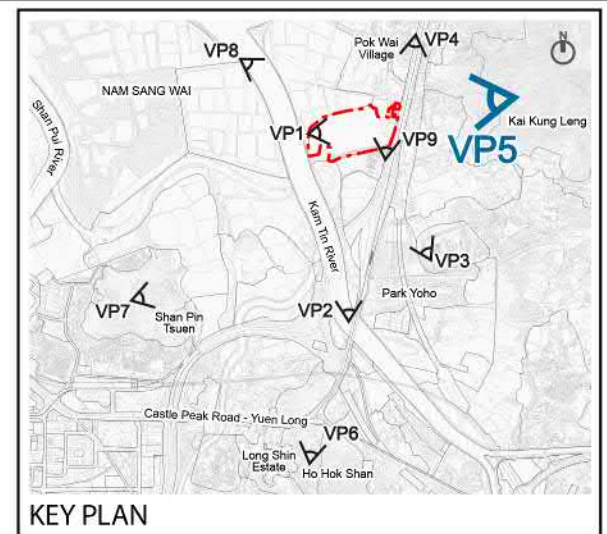 VP8
Pok Wai
Village
VP4
N
NAM SANG WAI
Shan Pui River
Kai Kung Leng
VP5
VP1
VP9
Kam Tin River
VP3
Park Yoho
VP7
Shan Pin
Tsuen
VP2
Castle Peak Road - Yuen Long
VP6
Long Shin
Estate
Ho Hok Shan
KEY PLAN